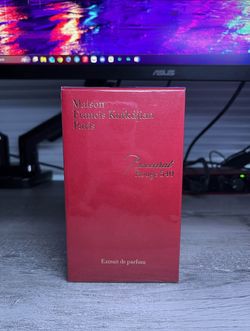 ASUS
Maison
Francis Kurkdjian
Paris
Baccarat
Rouge 540
Extrait de parfum